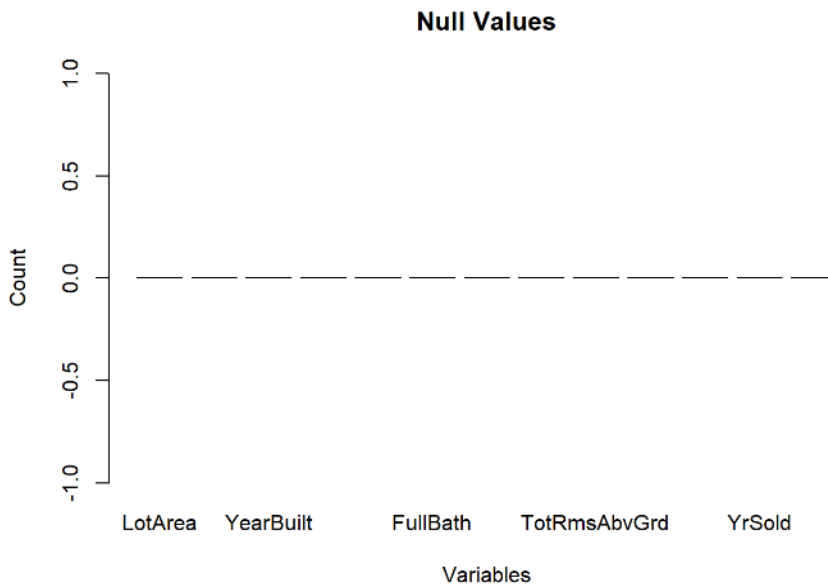 Null Values
1.0
0.5
0.0
-0.5
-1.0
Count
LotArea YearBuilt FullBath TotRmsAbvGrd YrSold
Variables